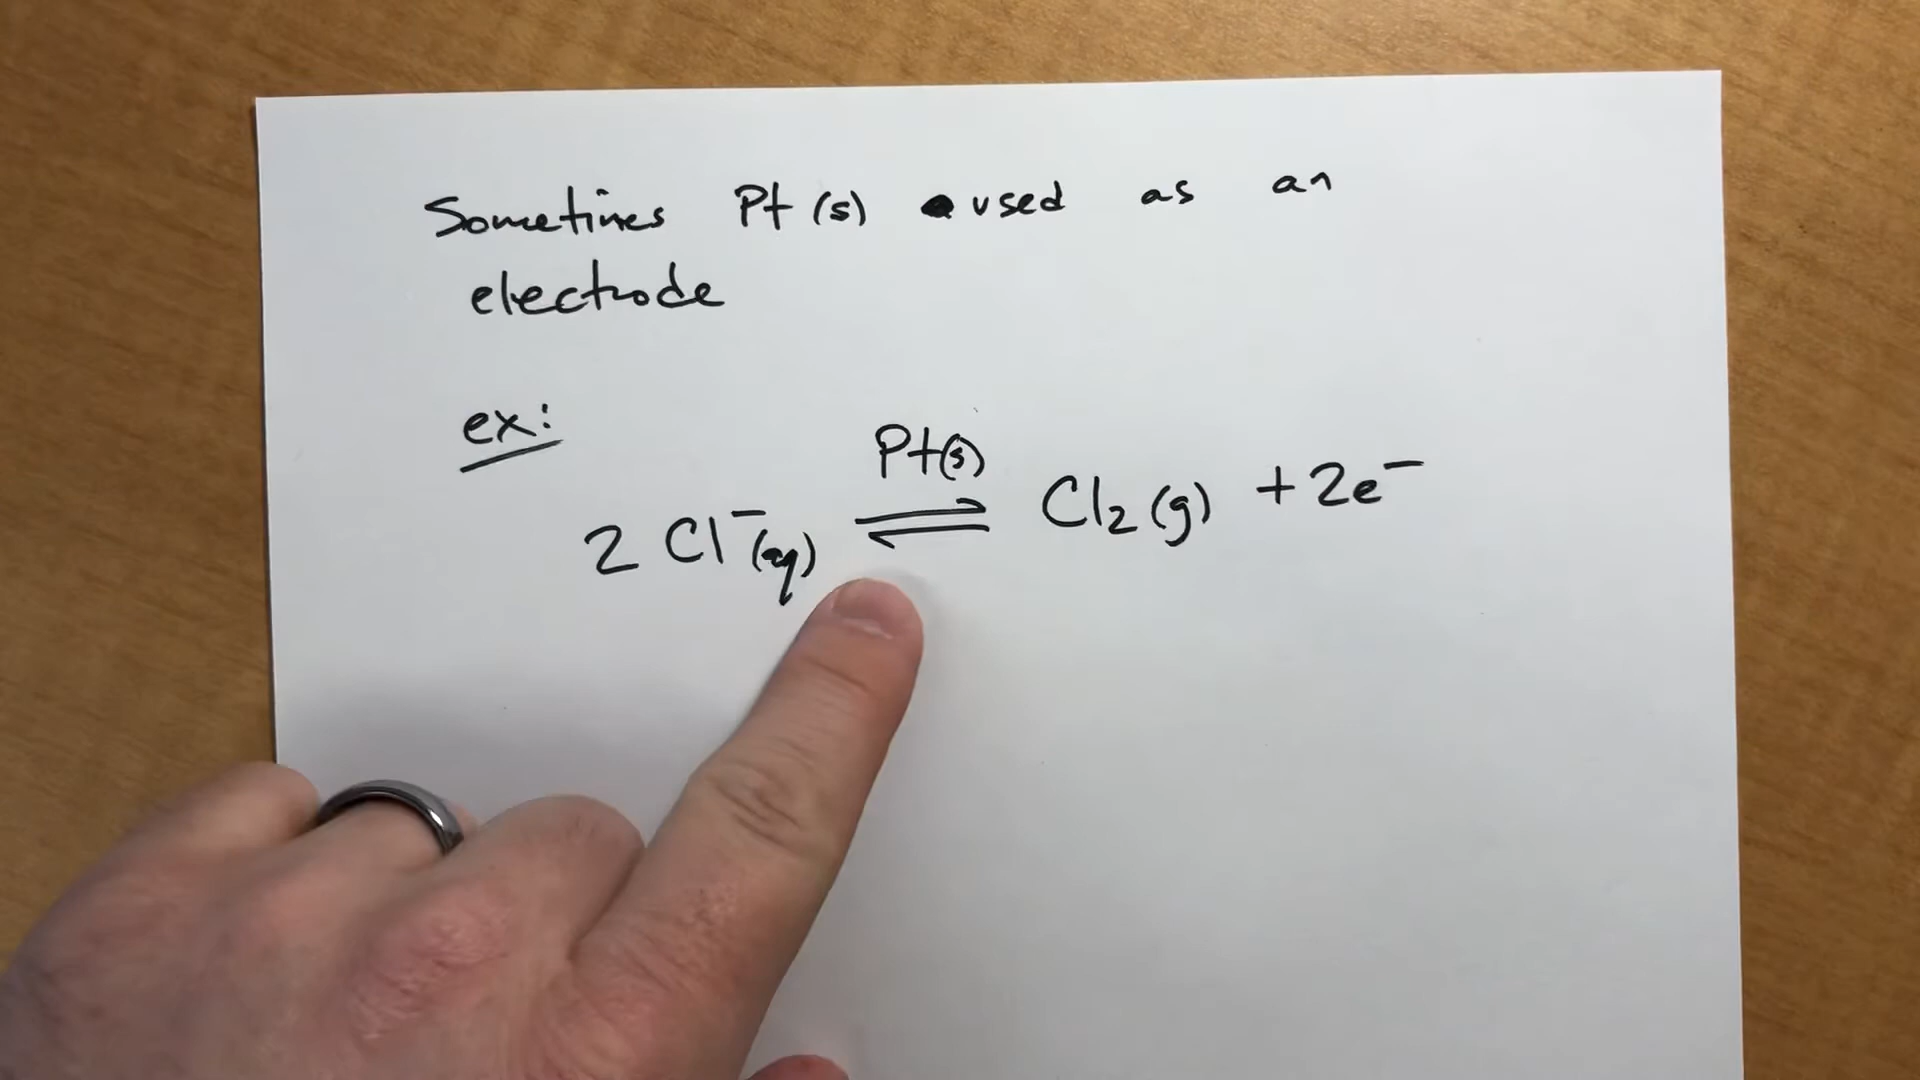 Sometimes Pt (s) used as an
electrode
ex:
Pt(s)
2 Cl⁻(aq) ⇌ Cl₂ (g) + 2e⁻